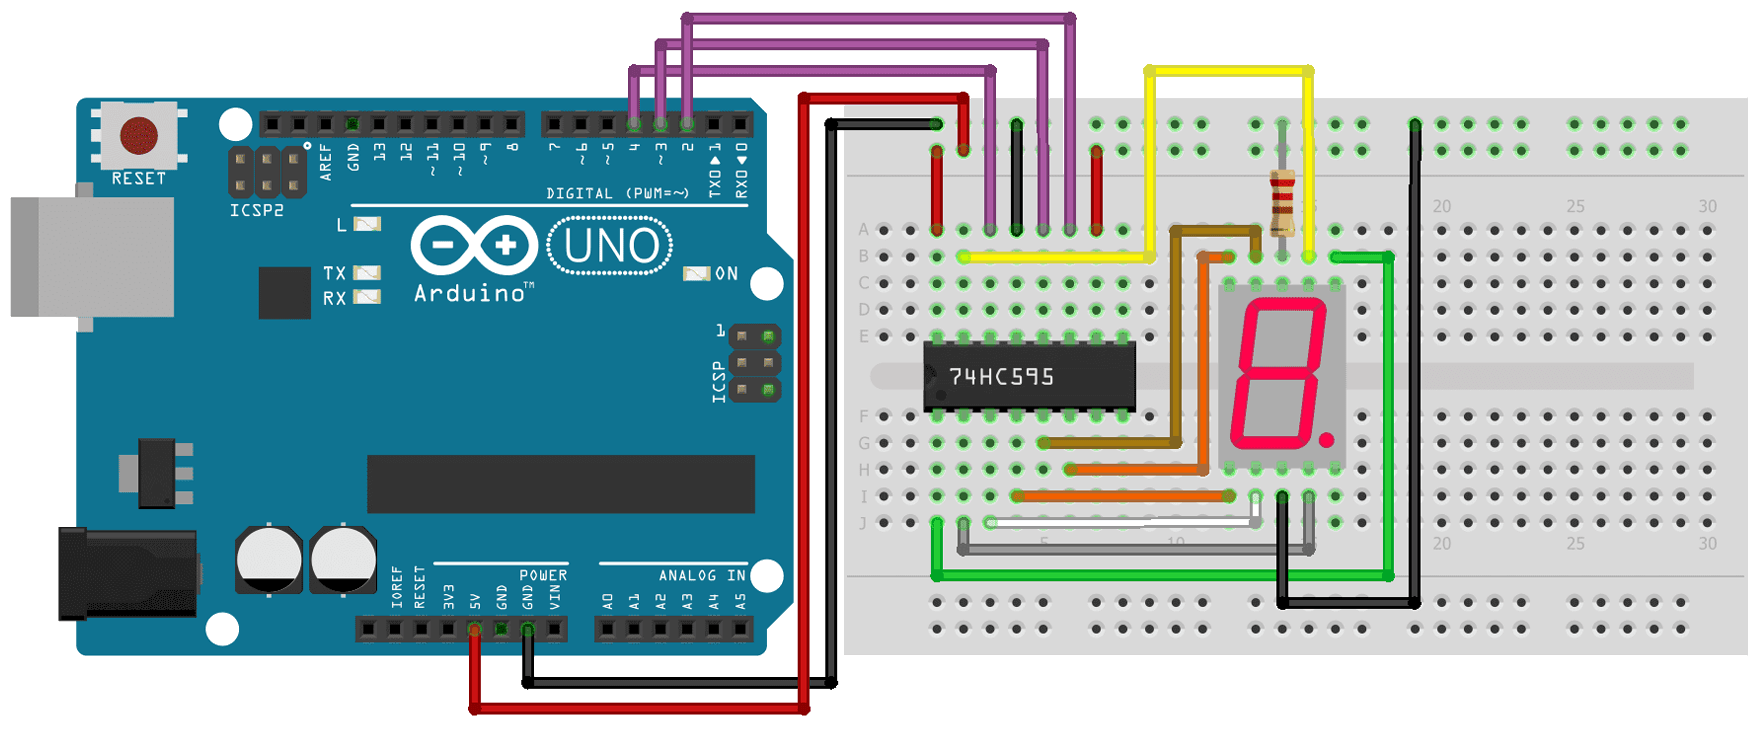 RESET
ICSP2
AREF
GND
13
12
~11
~10
~9
8
7
~6
~5
4
~3
2
TX0▶1
RX0◀0
DIGITAL (PWM=~)
L
TX
RX
UNO
Arduino™
ON
1
ICSP
IOREF
RESET
3V3
5V
GND
GND
VIN
POWER
ANALOG IN
A0
A1
A2
A3
A4
A5
15 20 25 30
A
B
C
D
E
74HC595
F
G
H
I
J
5 10 20 25 30